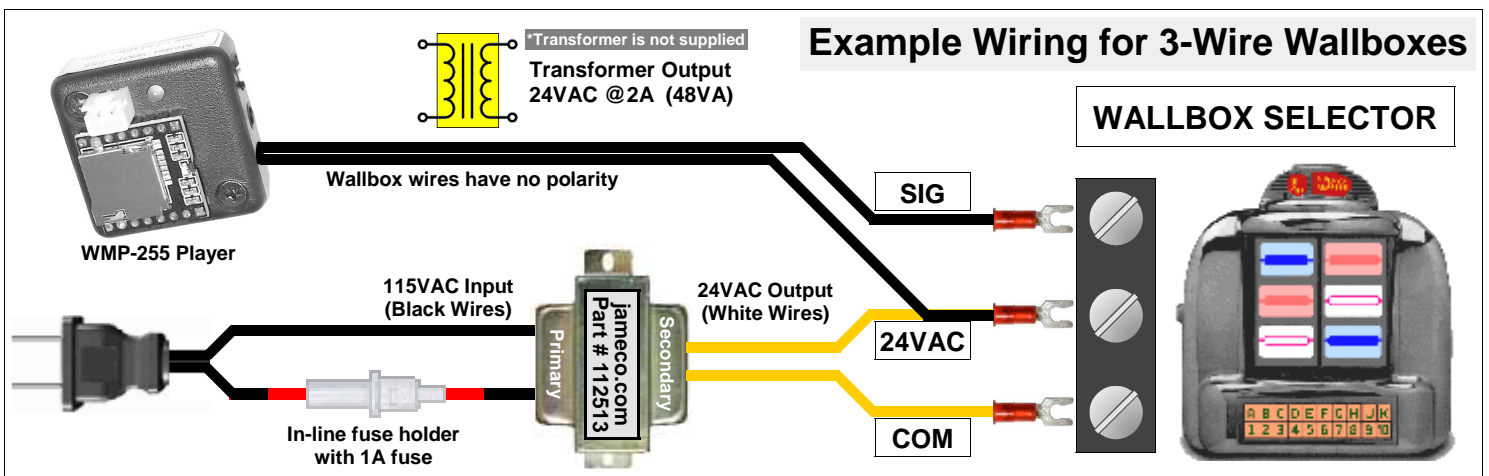 *Transformer is not supplied
Transformer Output
24VAC @2A (48VA)
Example Wiring for 3-Wire Wallboxes
WALLBOX SELECTOR
Wallbox wires have no polarity
WMP-255 Player
SIG
115VAC Input
(Black Wires)
24VAC Output
(White Wires)
Primary
jameco.com
Part # 112513
Secondary
24VAC
In-line fuse holder
with 1A fuse
COM
A B C D E F G H J K
1 2 3 4 5 6 7 8 9 10